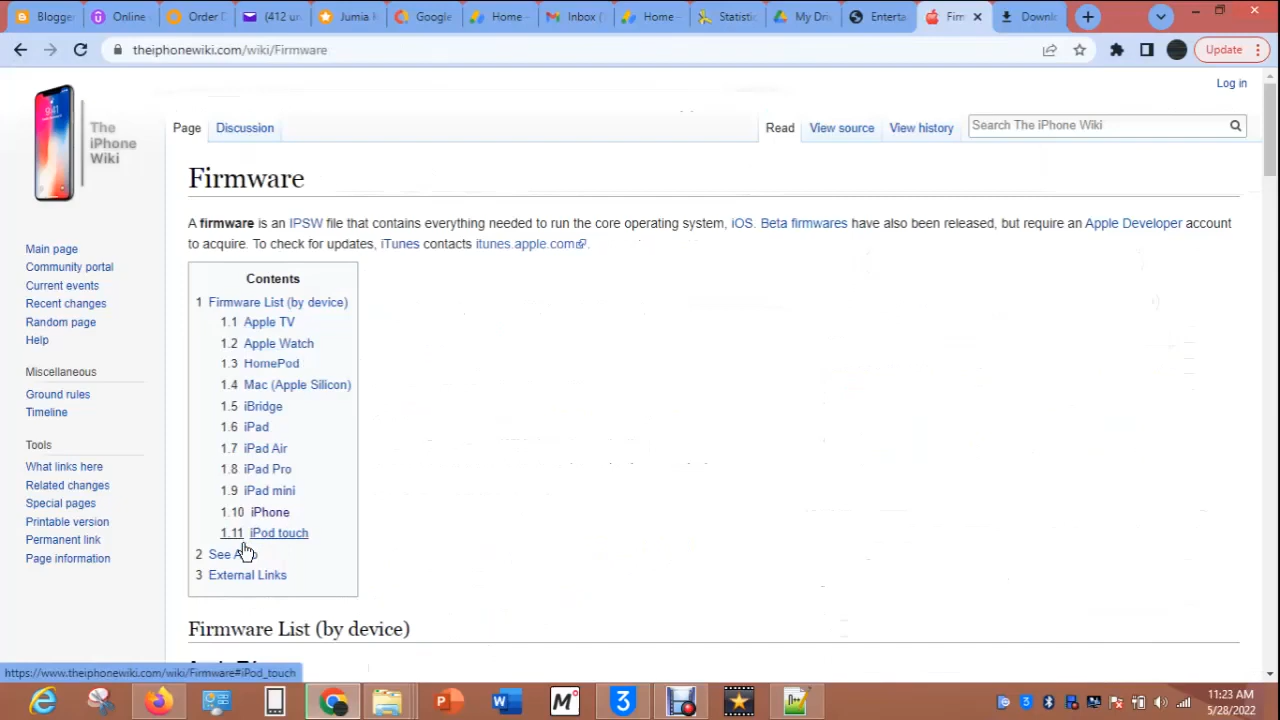 Blogger
Online
Order D
(412 un
Jumia
Google
Home -
Inbox (
Home -
Statistic
My Driv
Enterta
Firm
Downlo
theiphonewiki.com/wiki/Firmware
Update
Log in
The
iPhone
Wiki
Page
Discussion
Read
View source
View history
Search The iPhone Wiki
Firmware
A firmware is an IPSW file that contains everything needed to run the core operating system, iOS. Beta firmwares have also been released, but require an Apple Developer account
to acquire. To check for updates, iTunes contacts itunes.apple.com.
Main page
Community portal
Current events
Recent changes
Random page
Help
Miscellaneous
Ground rules
Timeline
Tools
What links here
Related changes
Special pages
Printable version
Permanent link
Page information
Contents
1 Firmware List (by device)
1.1 Apple TV
1.2 Apple Watch
1.3 HomePod
1.4 Mac (Apple Silicon)
1.5 iBridge
1.6 iPad
1.7 iPad Air
1.8 iPad Pro
1.9 iPad mini
1.10 iPhone
1.11 iPod touch
2 See
3 External Links
Firmware List (by device)
https://www.theiphonewiki.com/wiki/Firmware#iPod_touch
11:23 AM
5/28/2022